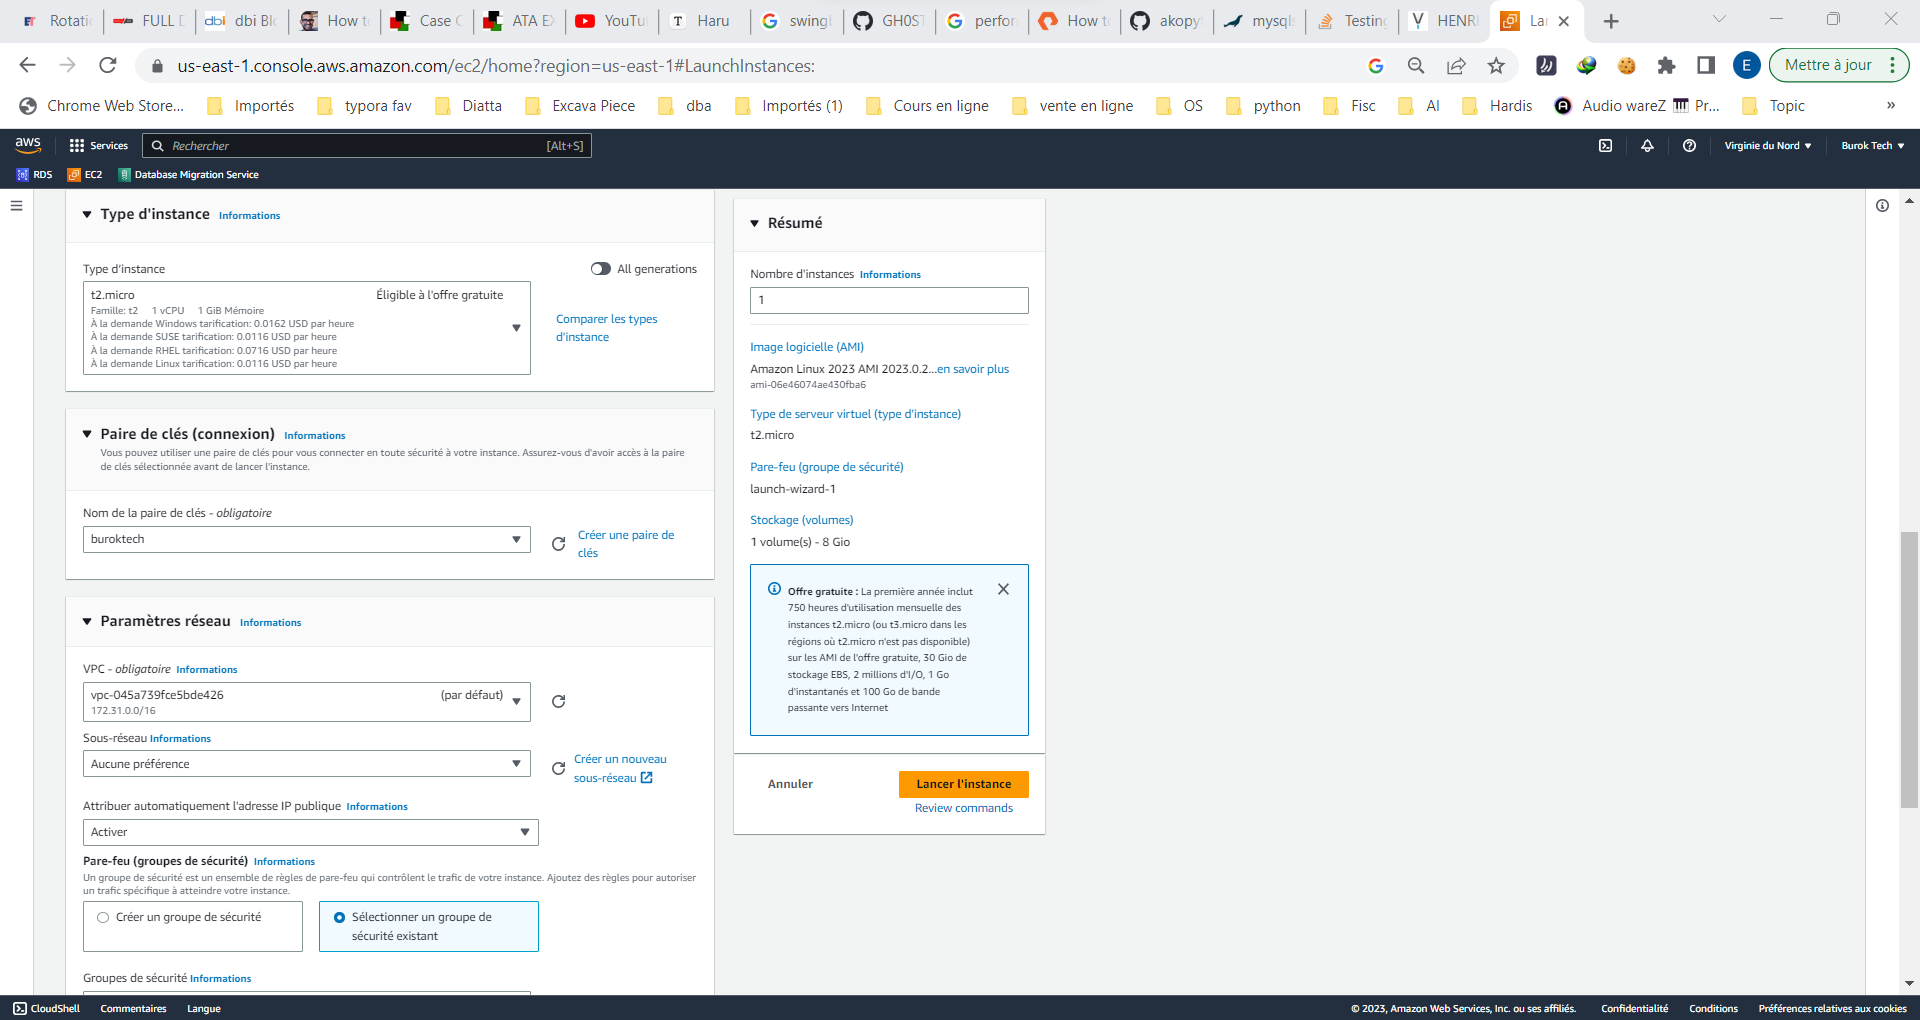 Rotatio
FULL D
dbi Blo
How to
Case C
ATA EX
YouTu
Haru
swingb
GH0ST
perfor
How to
akopy
mysqls
Testing
HENRI
Lau
us-east-1.console.aws.amazon.com/ec2/home?region=us-east-1#LaunchInstances:
E
Mettre à jour
Chrome Web Store...
Importés
typora fav
Diatta
Excava Piece
dba
Importés (1)
Cours en ligne
vente en ligne
OS
python
Fisc
AI
Hardis
Audio wareZ
Pr...
Topic
»
aws
Services
Rechercher
[Alt+S]
Virginie du Nord
Burok Tech
RDS
EC2
Database Migration Service
Type d'instance Informations
Type d'instance
All generations
t2.micro
Éligible à l'offre gratuite
Famille: t2 1 vCPU 1 GiB Mémoire
À la demande Windows tarification: 0.0162 USD par heure
À la demande SUSE tarification: 0.0116 USD par heure
À la demande RHEL tarification: 0.0716 USD par heure
À la demande Linux tarification: 0.0116 USD par heure
Comparer les types
d'instance
Paire de clés (connexion) Informations
Vous pouvez utiliser une paire de clés pour vous connecter en toute sécurité à votre instance. Assurez-vous d'avoir accès à la paire
de clés sélectionnée avant de lancer l'instance.
Nom de la paire de clés - obligatoire
buroktech
Créer une paire de
clés
Paramètres réseau Informations
VPC - obligatoire Informations
vpc-045a739fce5bde426
(par défaut)
172.31.0.0/16
Sous-réseau Informations
Aucune préférence
Créer un nouveau
sous-réseau
Attribuer automatiquement l'adresse IP publique Informations
Activer
Pare-feu (groupes de sécurité) Informations
Un groupe de sécurité est un ensemble de règles de pare-feu qui contrôlent le trafic de votre instance. Ajoutez des règles pour autoriser
un trafic spécifique à atteindre votre instance.
Créer un groupe de sécurité
Sélectionner un groupe de
sécurité existant
Groupes de sécurité Informations
Résumé
Nombre d'instances Informations
1
Image logicielle (AMI)
Amazon Linux 2023 AMI 2023.0.2...en savoir plus
ami-06e46074ae430fba6
Type de serveur virtuel (type d'instance)
t2.micro
Pare-feu (groupe de sécurité)
launch-wizard-1
Stockage (volumes)
1 volume(s) - 8 Gio
Offre gratuite : La première année inclut
750 heures d'utilisation mensuelle des
instances t2.micro (ou t3.micro dans les
régions où t2.micro n'est pas disponible)
sur les AMI de l'offre gratuite, 30 Gio de
stockage EBS, 2 millions d'I/O, 1 Go
d'instantanés et 100 Go de bande
passante vers Internet
Annuler
Lancer l'instance
Review commands
CloudShell
Commentaires
Langue
© 2023, Amazon Web Services, Inc. ou ses affiliés.
Confidentialité
Conditions
Préférences relatives aux cookies